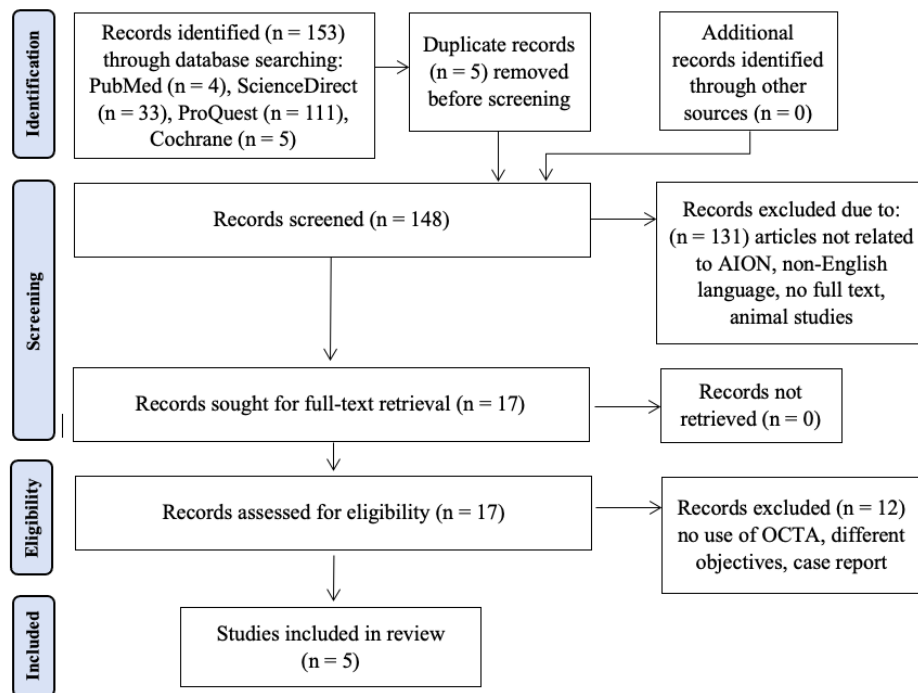 Identification
Records identified (n = 153)
through database searching:
PubMed (n = 4), ScienceDirect
(n = 33), ProQuest (n = 111),
Cochrane (n = 5)
Duplicate records
(n = 5) removed
before screening
Additional
records identified
through other
sources (n = 0)
Screening
Records screened (n = 148)
Records excluded due to:
(n = 131) articles not related
to AION, non-English
language, no full text,
animal studies
Records sought for full-text retrieval (n = 17)
Records not
retrieved (n = 0)
Eligibility
Records assessed for eligibility (n = 17)
Records excluded (n = 12)
no use of OCTA, different
objectives, case report
Included
Studies included in review
(n = 5)